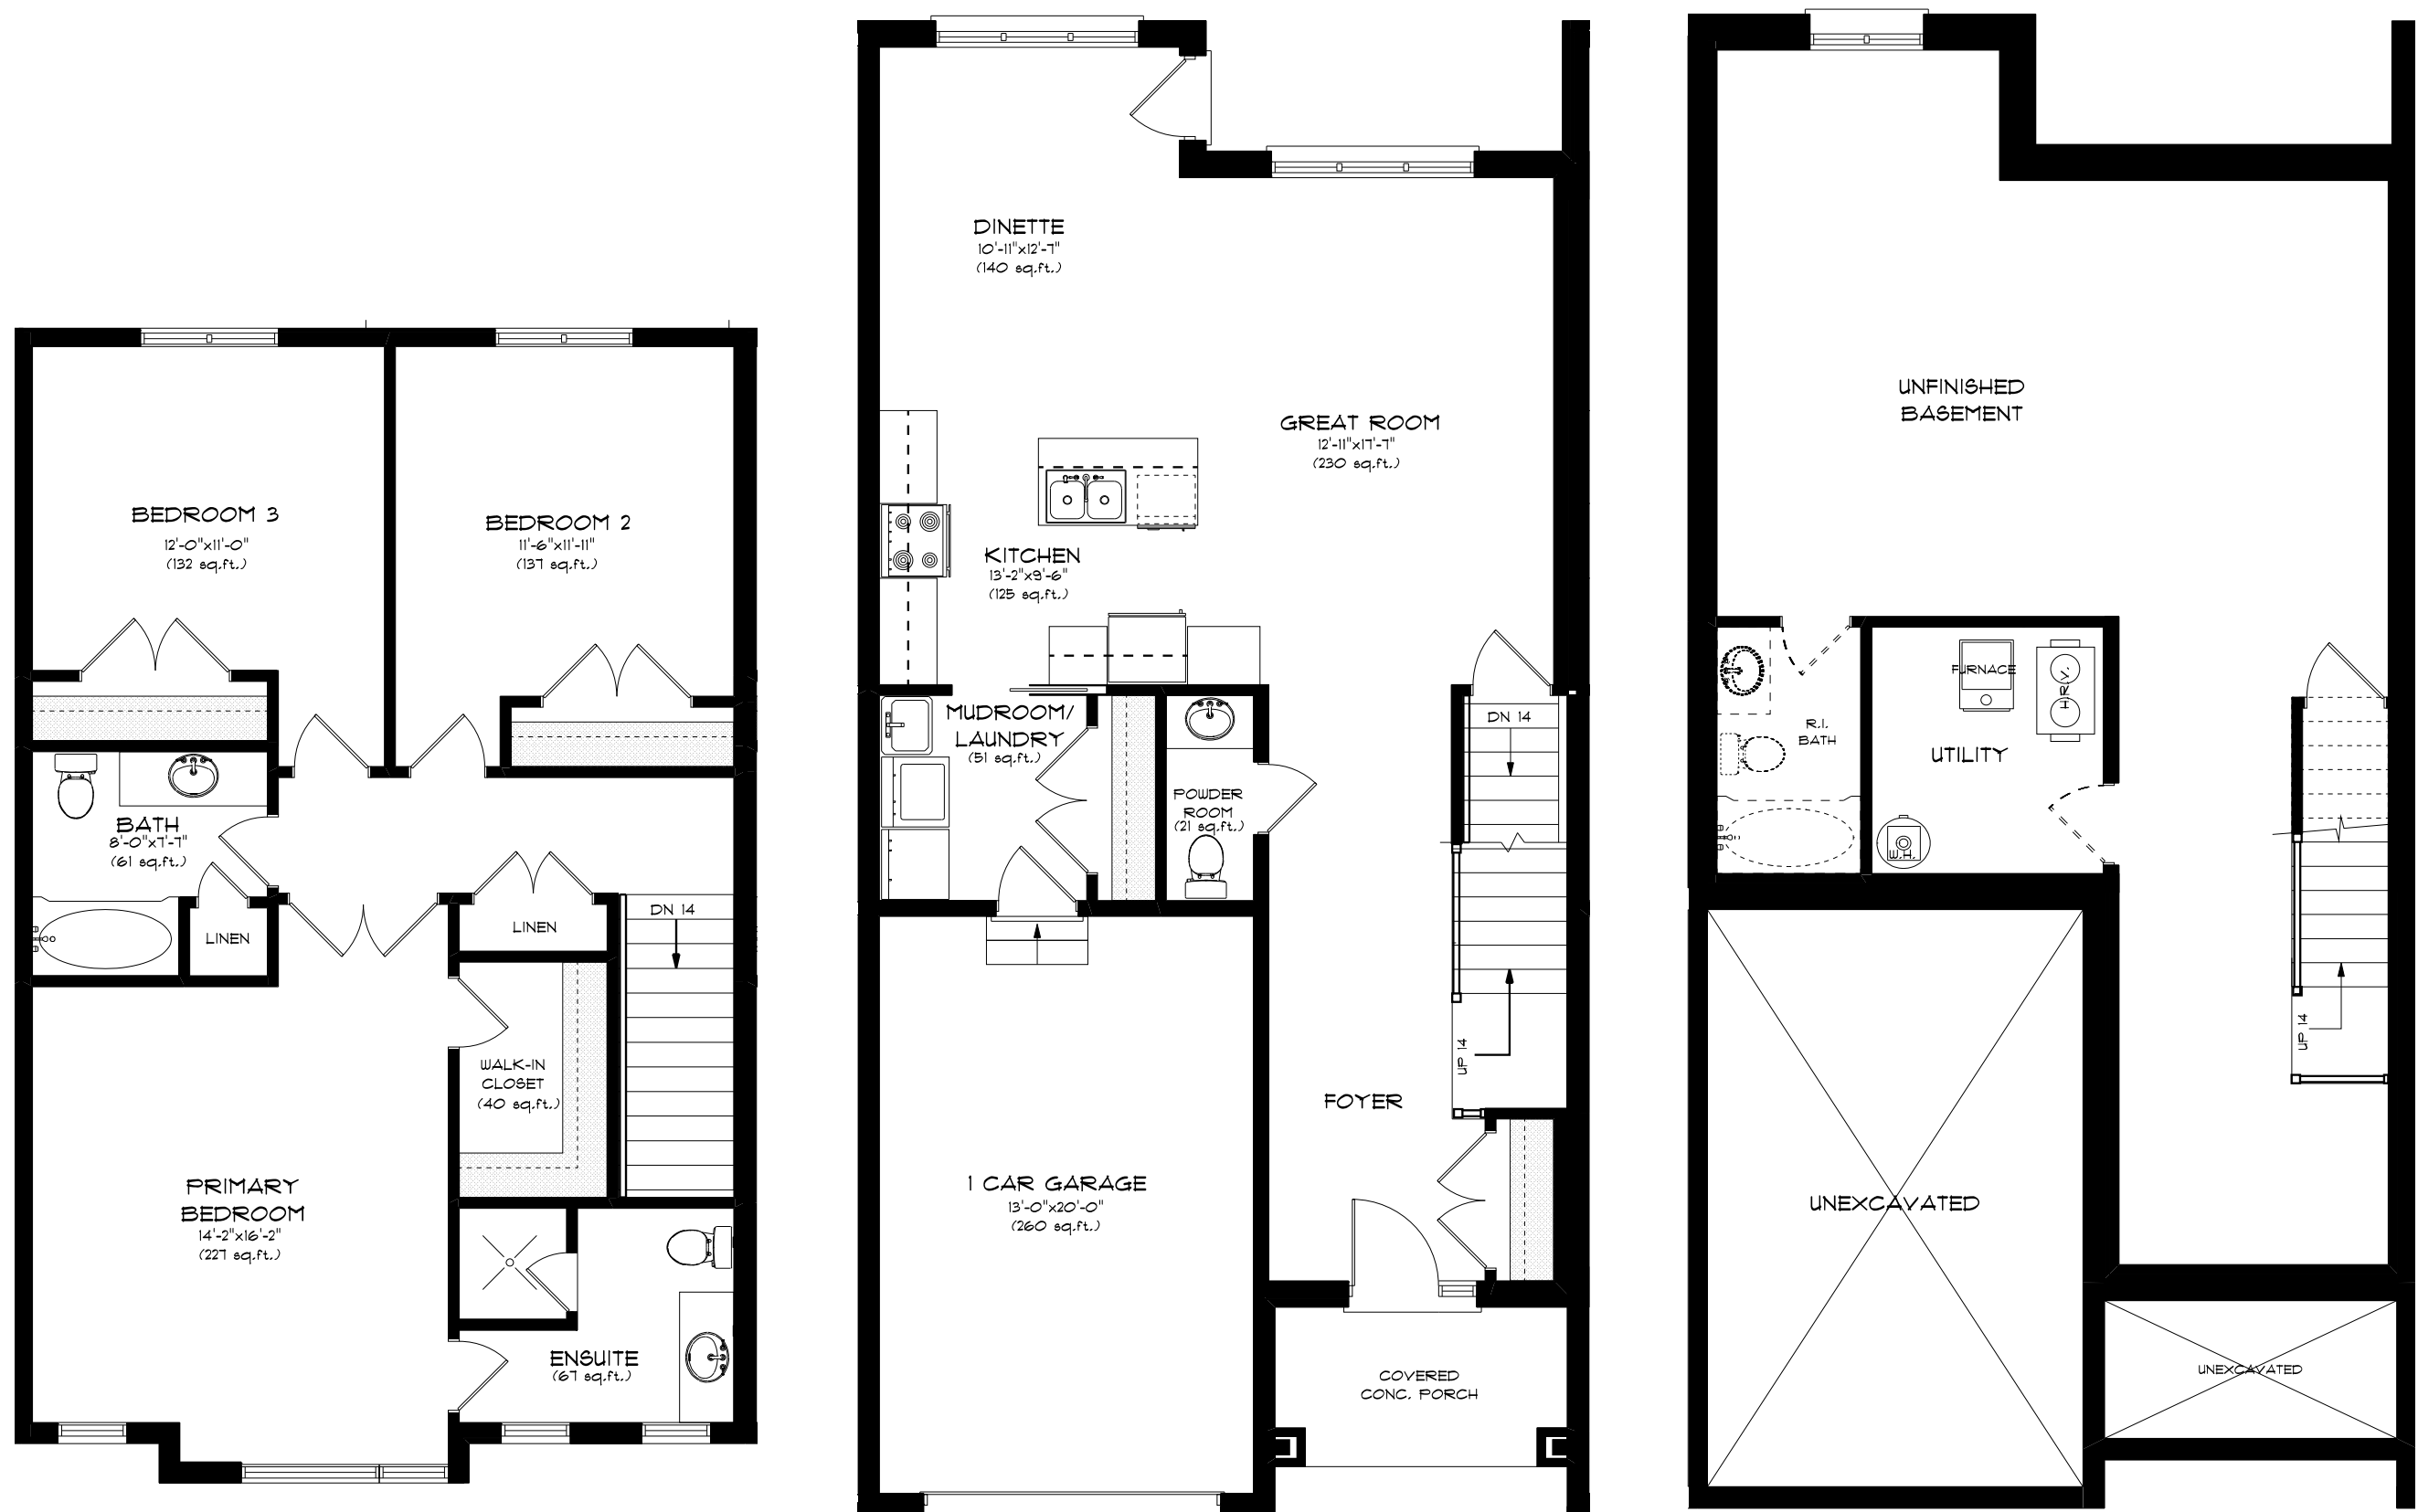 BEDROOM 3
12'-0"x11'-0"
(132 sq.ft.)
BEDROOM 2
11'-6"x11'-11"
(137 sq.ft.)
BATH
8'-0"x7'-7"
(61 sq.ft.)
LINEN
LINEN
DN 14
WALK-IN
CLOSET
(40 sq.ft.)
PRIMARY
BEDROOM
14'-2"x16'-2"
(227 sq.ft.)
ENSUITE
(67 sq.ft.)
DINETTE
10'-11"x12'-7"
(140 sq.ft.)
GREAT ROOM
12'-11"x17'-7"
(230 sq.ft.)
KITCHEN
13'-2"x9'-6"
(125 sq.ft.)
MUDROOM/
LAUNDRY
(51 sq.ft.)
POWDER
ROOM
(21 sq.ft.)
DN 14
UP 14
FOYER
1 CAR GARAGE
13'-0"x20'-0"
(260 sq.ft.)
COVERED
CONC. PORCH
UNFINISHED
BASEMENT
FURNACE
H.R.V.
R.I.
BATH
UTILITY
W.H.
UP 14
UNEXCAVATED
UNEXCAVATED